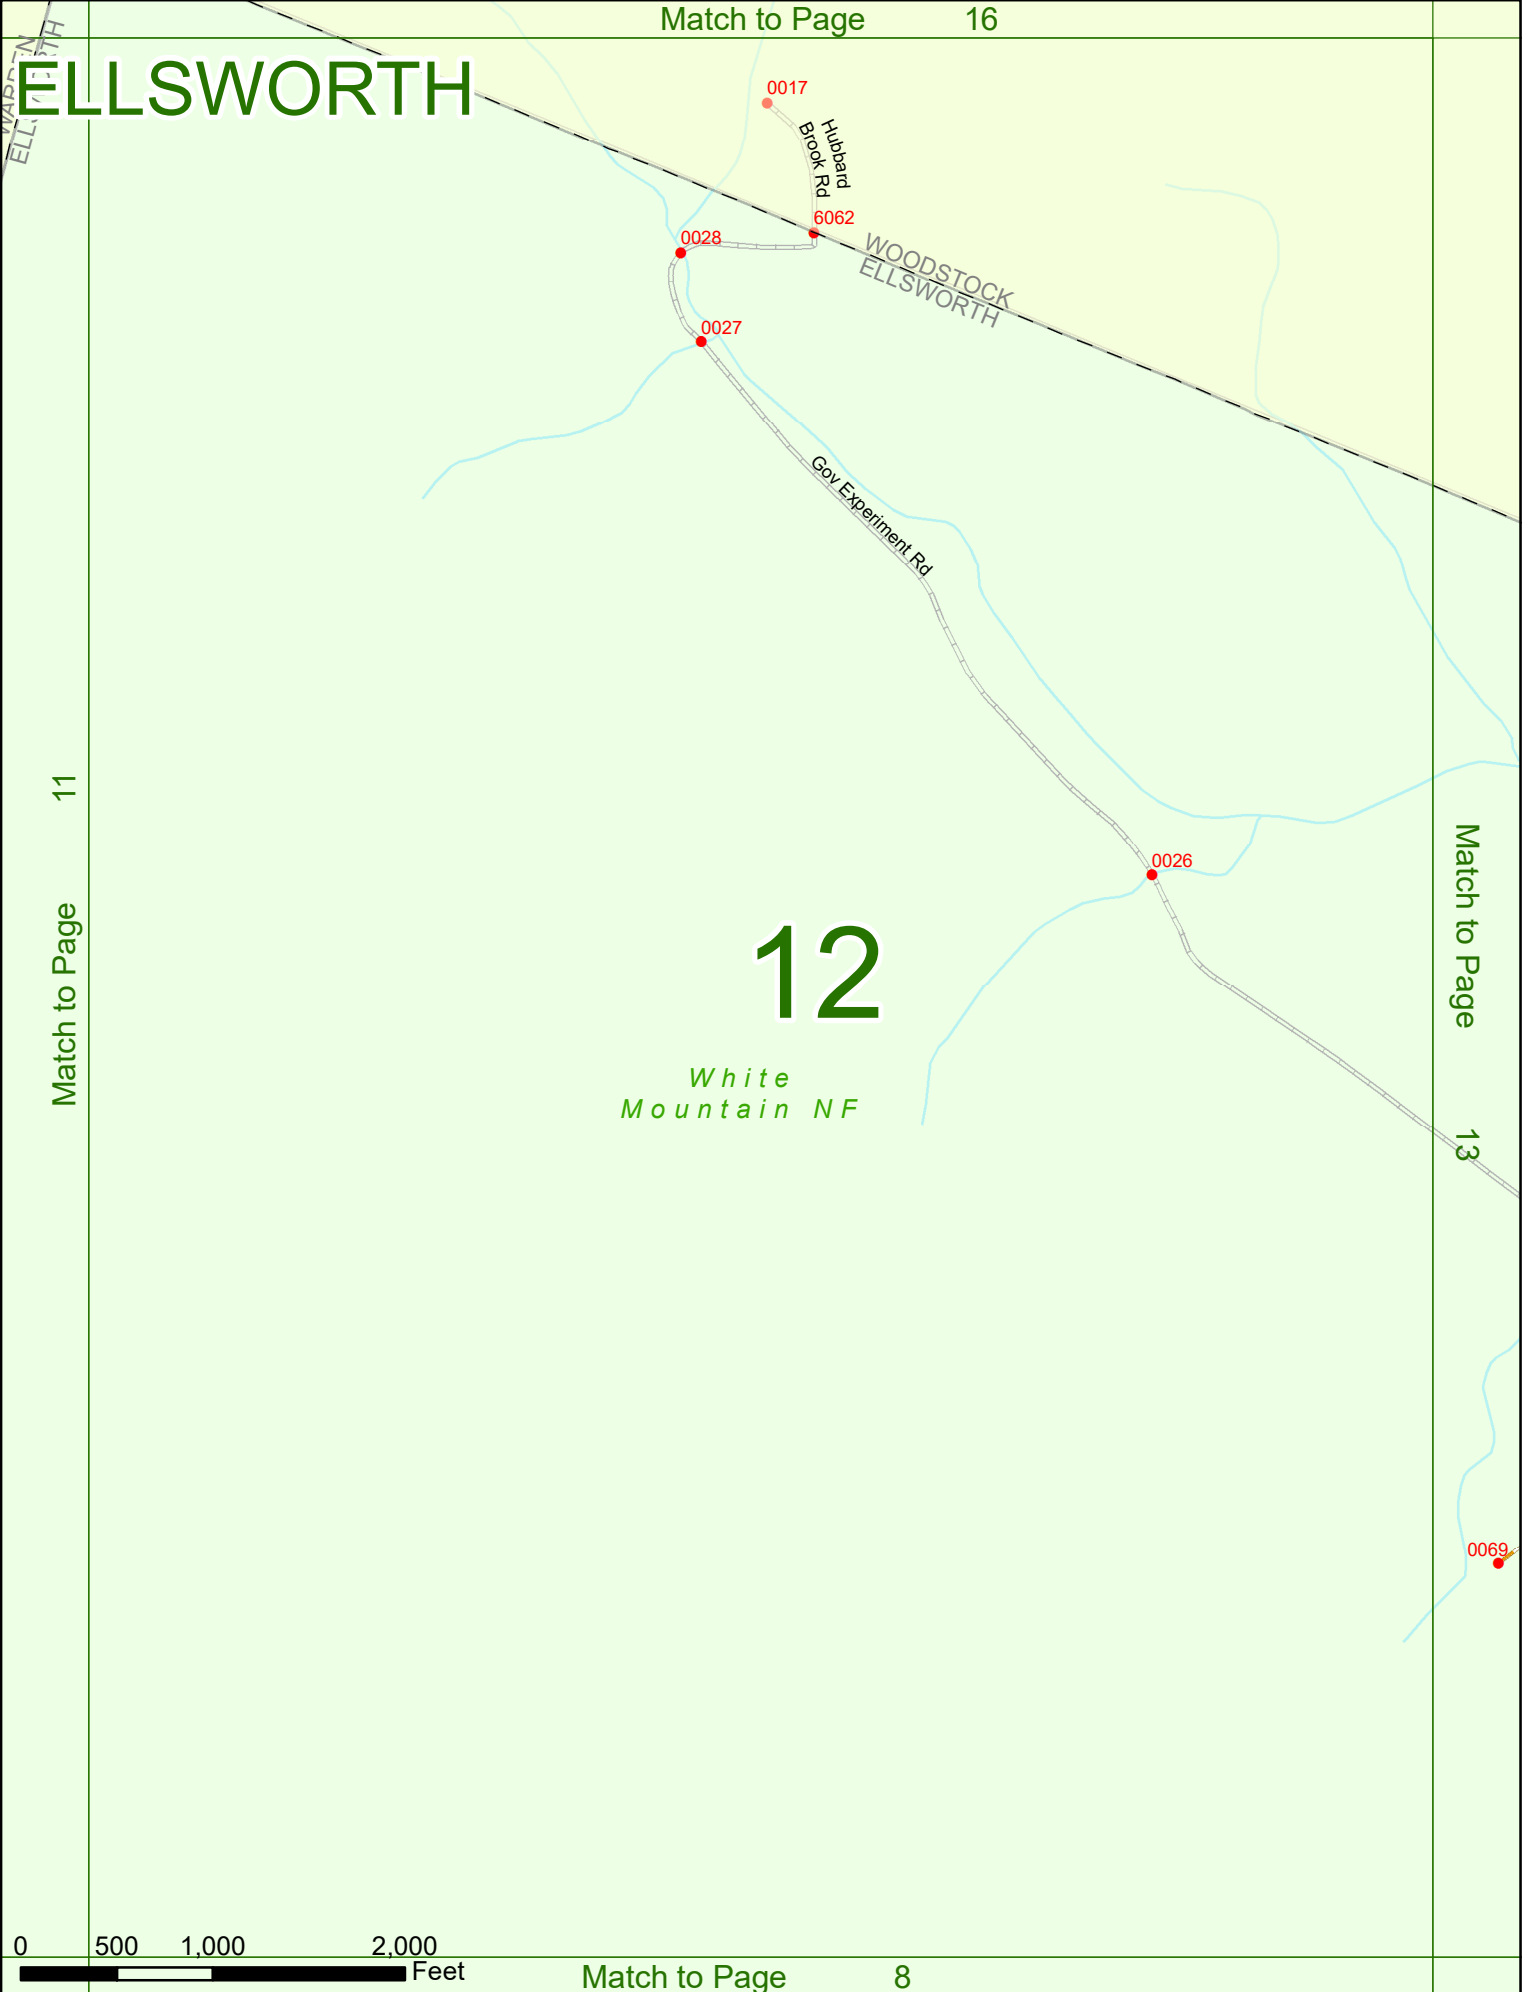 Match to Page 16
WARREN
ELLSWORTH
ELLSWORTH
0017
Hubbard
Brook Rd
6062
0028
WOODSTOCK
ELLSWORTH
0027
Gov Experiment Rd
Match to Page 11
0026
Match to Page 13
12
White
Mountain NF
0069
0 500 1,000 2,000
Feet
Match to Page 8